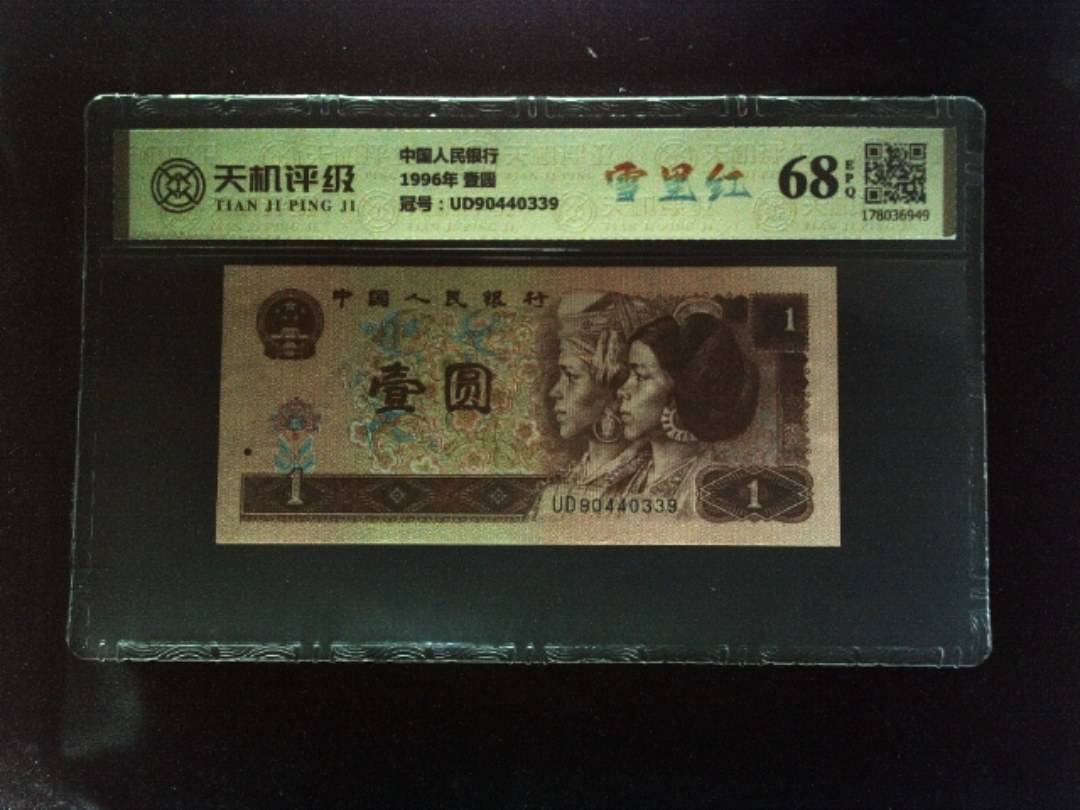 天机评级
TIAN JI PING JI
中国人民银行
1996年 壹圆
冠号：UD90440339
雪里红
68
EPQ
178036949
中国人民银行
1
壹圆
1
UD90440339
1